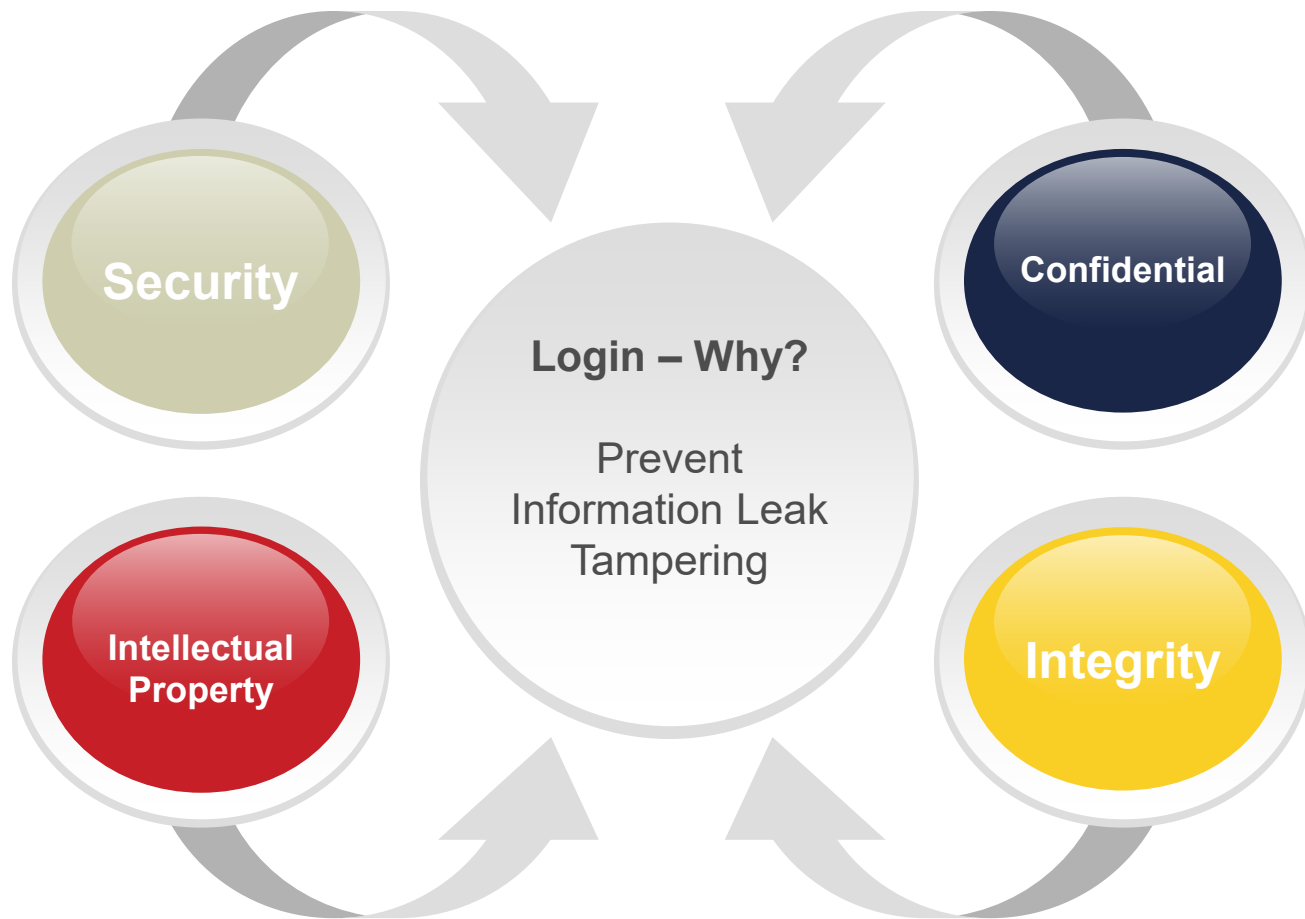 Security
Confidential
Login – Why?
Prevent
Information Leak
Tampering
Intellectual
Property
Integrity